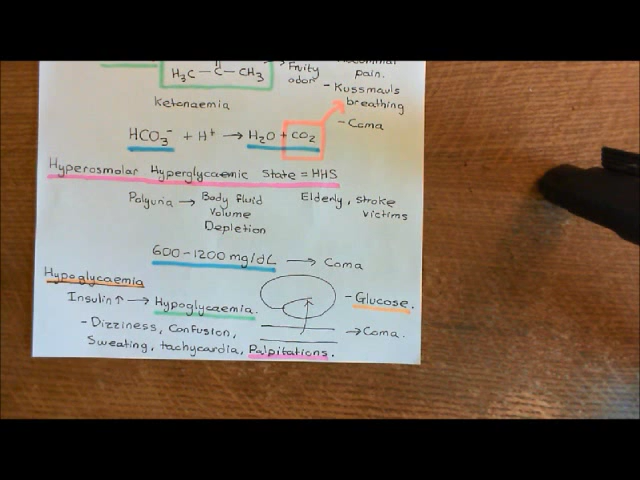 H₃C - C - CH₃
Fruity
odor
pain.
- Kussmauls
breathing
Ketonaemia
- Coma
HCO₃⁻ + H⁺ → H₂O + CO₂
Hyperosmolar Hyperglycaemic State = HHS
Polyuria → Body fluid
Volume
Depletion
Elderly, stroke
victims
600-1200 mg/dL → Coma
Hypoglycaemia
Insulin ↑ → Hypoglycaemia.
- Glucose.
- Dizziness, Confusion,
Sweating, tachycardia, Palpitations.
→ Coma.